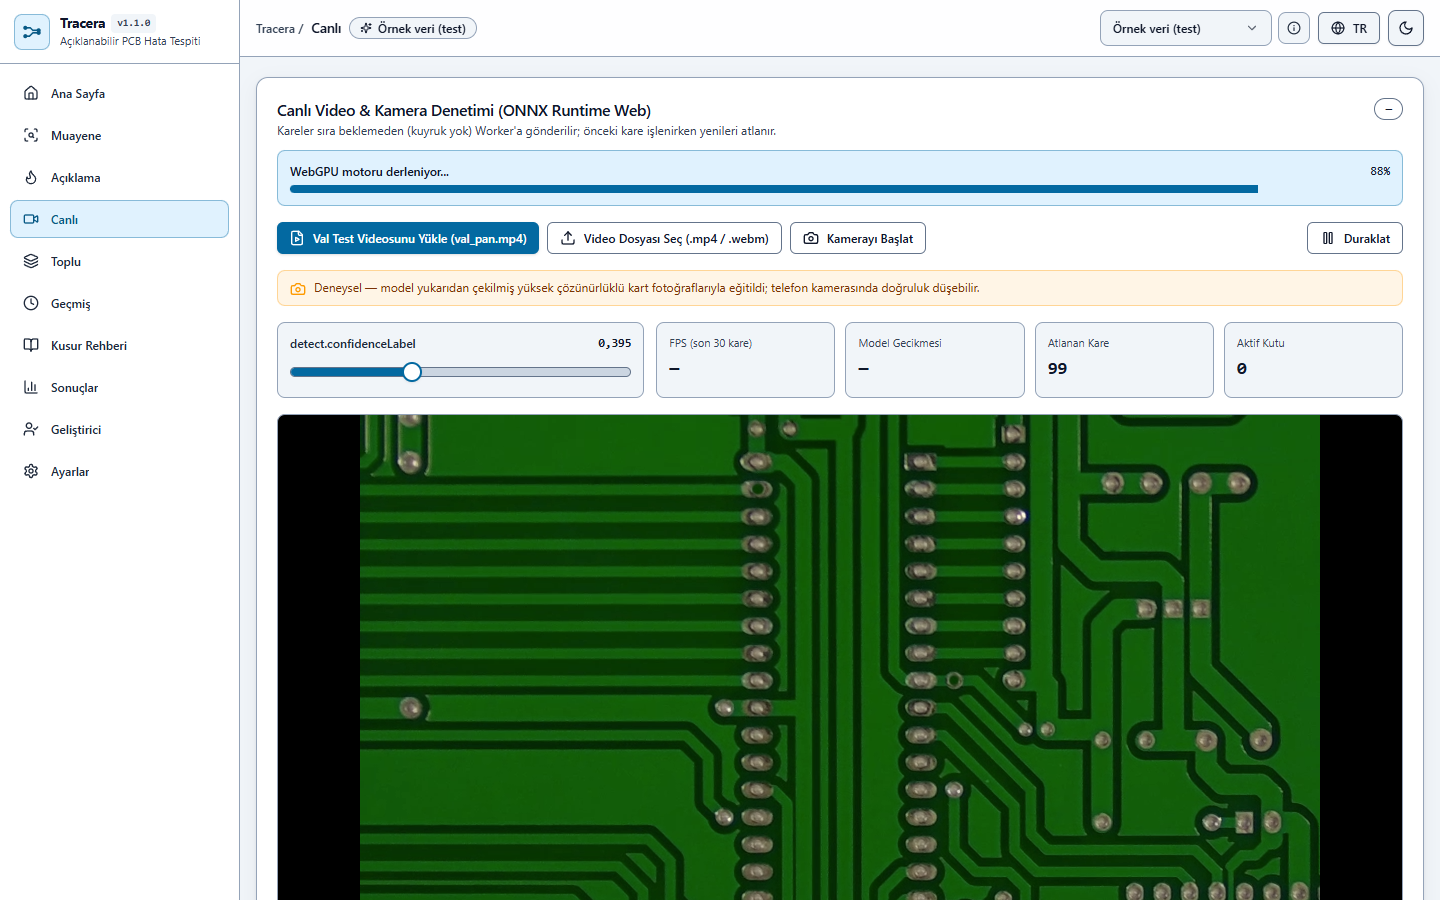 Tracera v1.1.0
Açıklanabilir PCB Hata Tespiti
Ana Sayfa
Muayene
Açıklama
Canlı
Toplu
Geçmiş
Kusur Rehberi
Sonuçlar
Geliştirici
Ayarlar
Tracera / Canlı Örnek veri (test)
Örnek veri (test)
TR
Canlı Video & Kamera Denetimi (ONNX Runtime Web)
Kareler sıra beklemeden (kuyruk yok) Worker'a gönderilir; önceki kare işlenirken yenileri atlanır.
WebGPU motoru derleniyor... 88%
Val Test Videosunu Yükle (val_pan.mp4)
Video Dosyası Seç (.mp4 / .webm)
Kamerayı Başlat
Duraklat
Deneysel — model yukarıdan çekilmiş yüksek çözünürlüklü kart fotoğraflarıyla eğitildi; telefon kamerasında doğruluk düşebilir.
detect.confidenceLabel 0,395
FPS (son 30 kare)
—
Model Gecikmesi
—
Atlanan Kare
99
Aktif Kutu
0